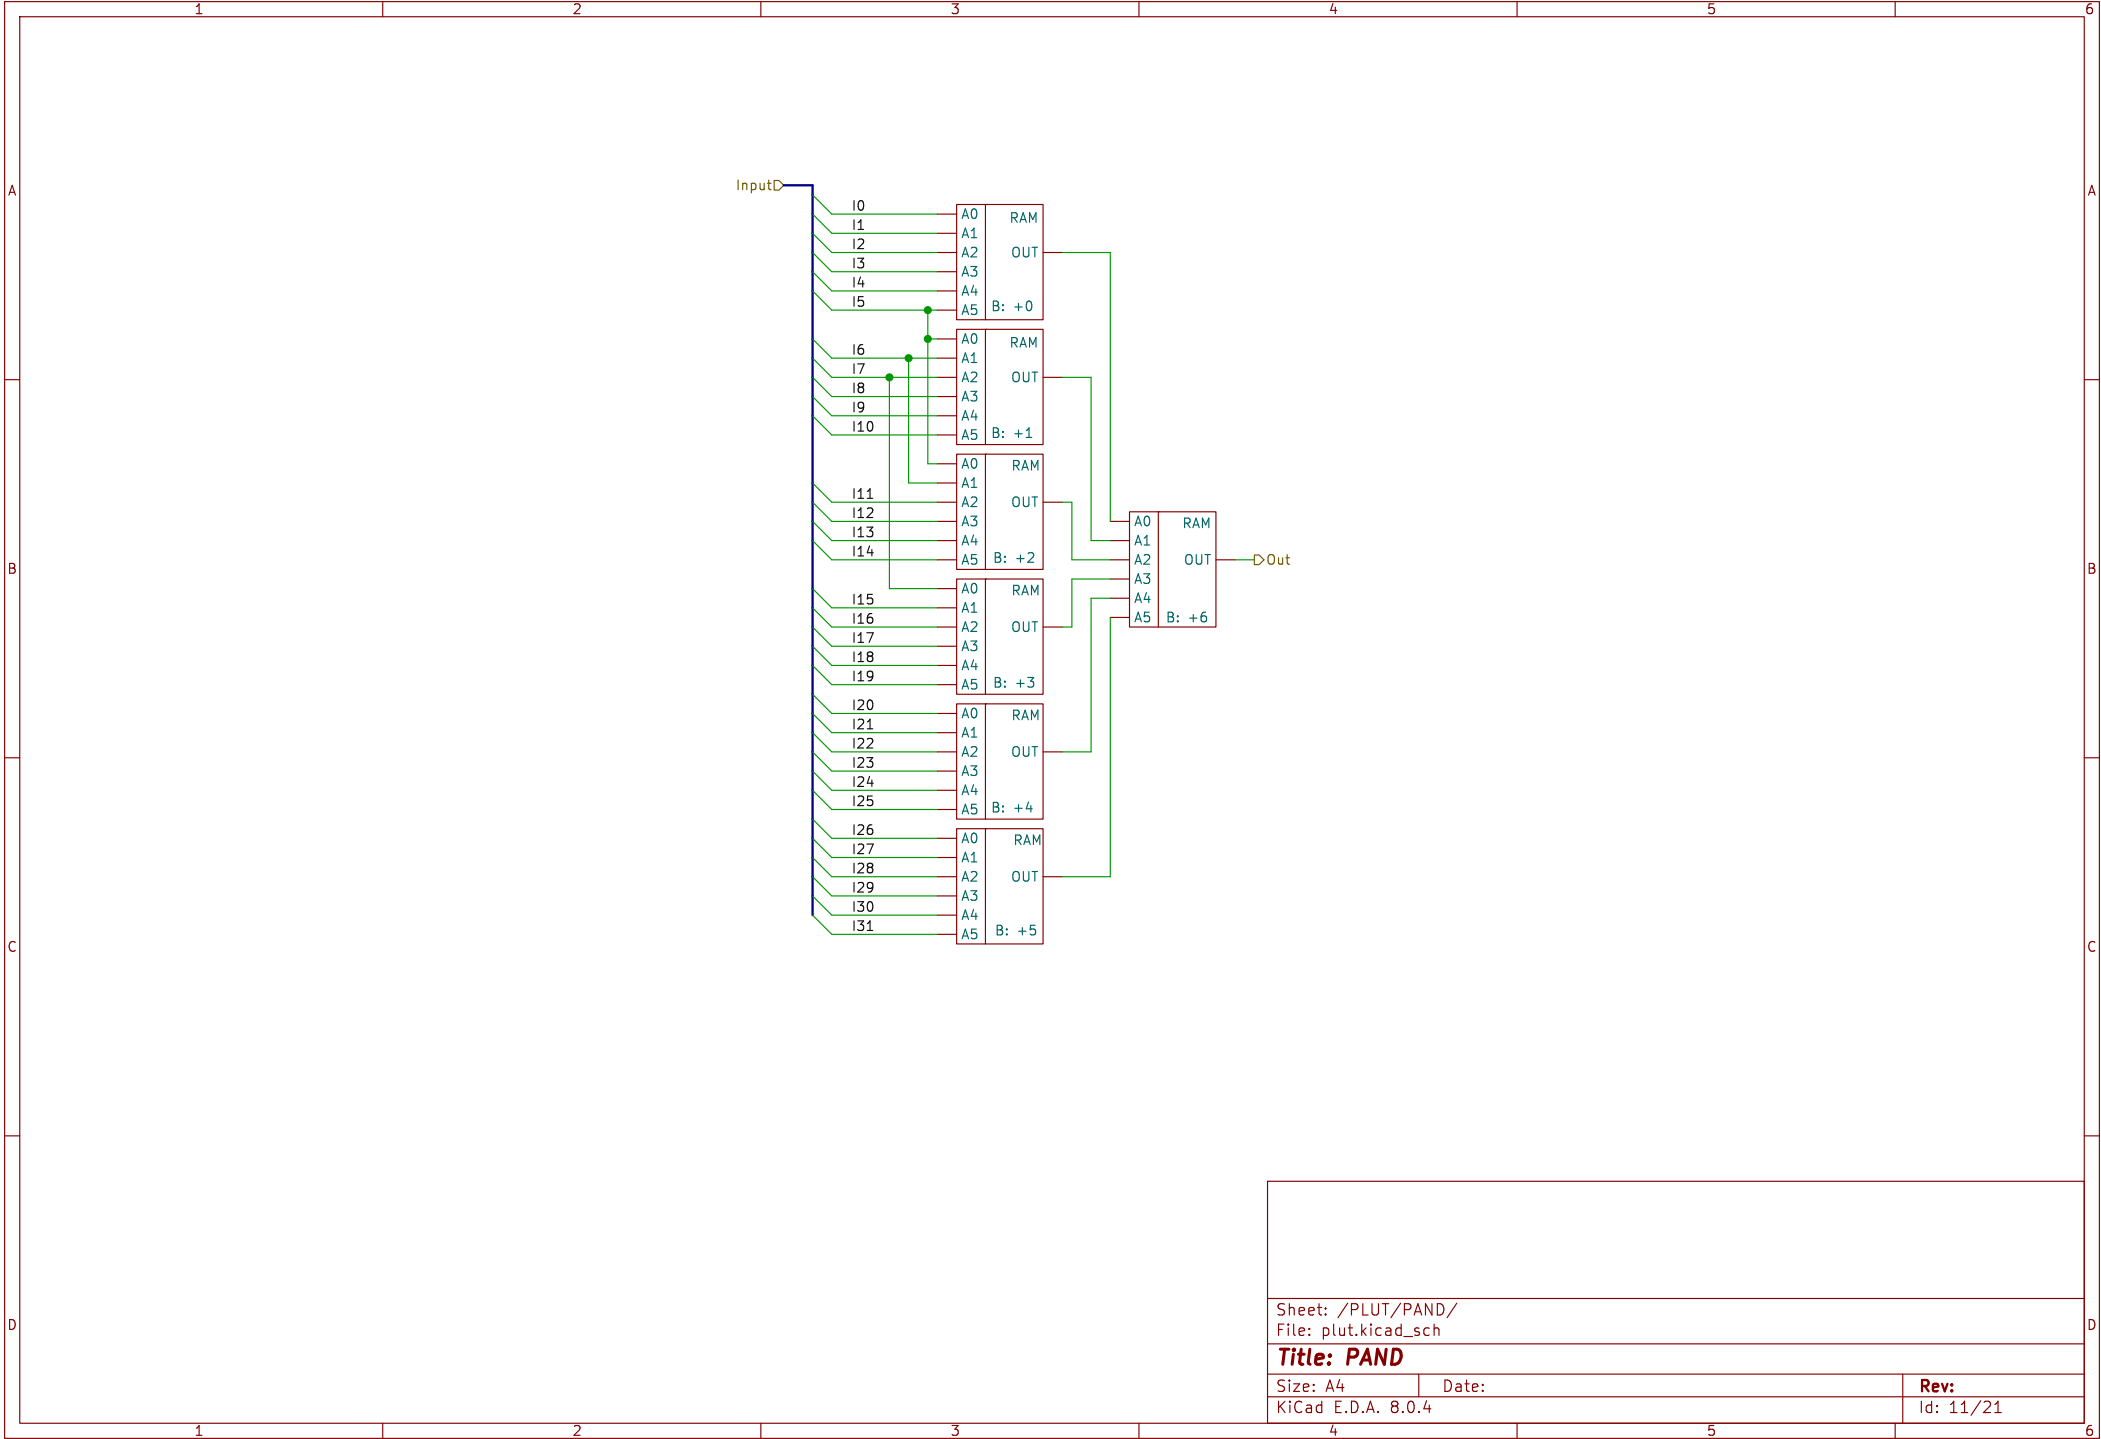 1 2 3 4 5 6
A A
Input
I0 A0 RAM
I1 A1
I2 A2 OUT
I3 A3
I4 A4
I5 A5 B: +0
A0 RAM
I6 A1
I7 A2 OUT
I8 A3
I9 A4
I10 A5 B: +1
A0 RAM
A1
I11 A2 OUT
I12 A3
I13 A4
I14 A5 B: +2
A0 RAM
A1
A2 OUT Out
A3
A4
A5 B: +6
B B
A0 RAM
I15 A1
I16 A2 OUT
I17 A3
I18 A4
I19 A5 B: +3
I20 A0 RAM
I21 A1
I22 A2 OUT
I23 A3
I24 A4
I25 A5 B: +4
I26 A0 RAM
I27 A1
I28 A2 OUT
I29 A3
I30 A4
I31 A5 B: +5
C C
D D
Sheet: /PLUT/PAND/
File: plut.kicad_sch
Title: PAND
Size: A4 Date: Rev:
KiCad E.D.A. 8.0.4 Id: 11/21
1 2 3 4 5 6